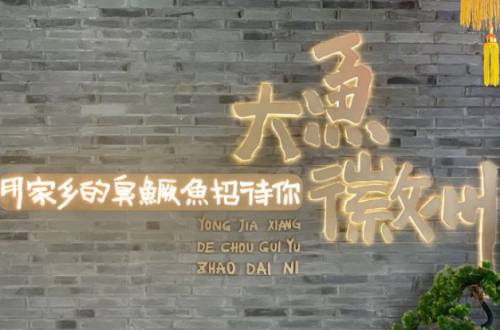 大魚
徽州
用家乡的臭鱖魚招待你
YONG JIA XIANG
DE CHOU GUI YU
ZHAO DAI NI